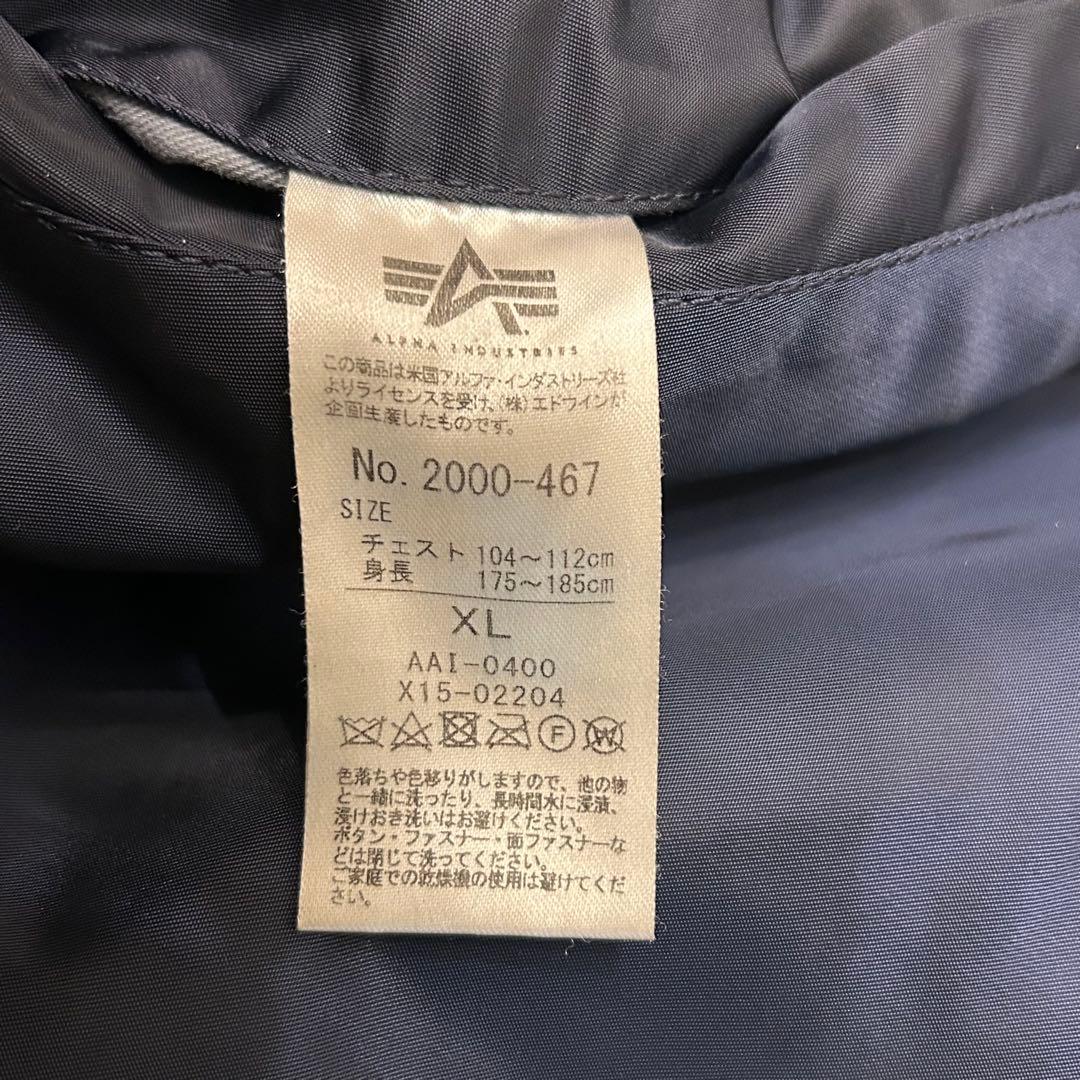 ALPHA INDUSTRIES
この商品は米国アルファ・インダストリーズ社
よりライセンスを受け、(株)エドウインが
企画生産したものです。
No. 2000-467
SIZE
チェスト 104～112cm
身長 175～185cm
XL
AAI-0400
X15-02204
F W
色落ちや色移りがしますので、他の物
と一緒に洗ったり、長時間水に浸漬、
浸けおき洗いはお避けください。
ボタン・ファスナー・面ファスナーな
どは閉じて洗ってください。
ご家庭での乾燥機の使用は避けてくだ
さい。